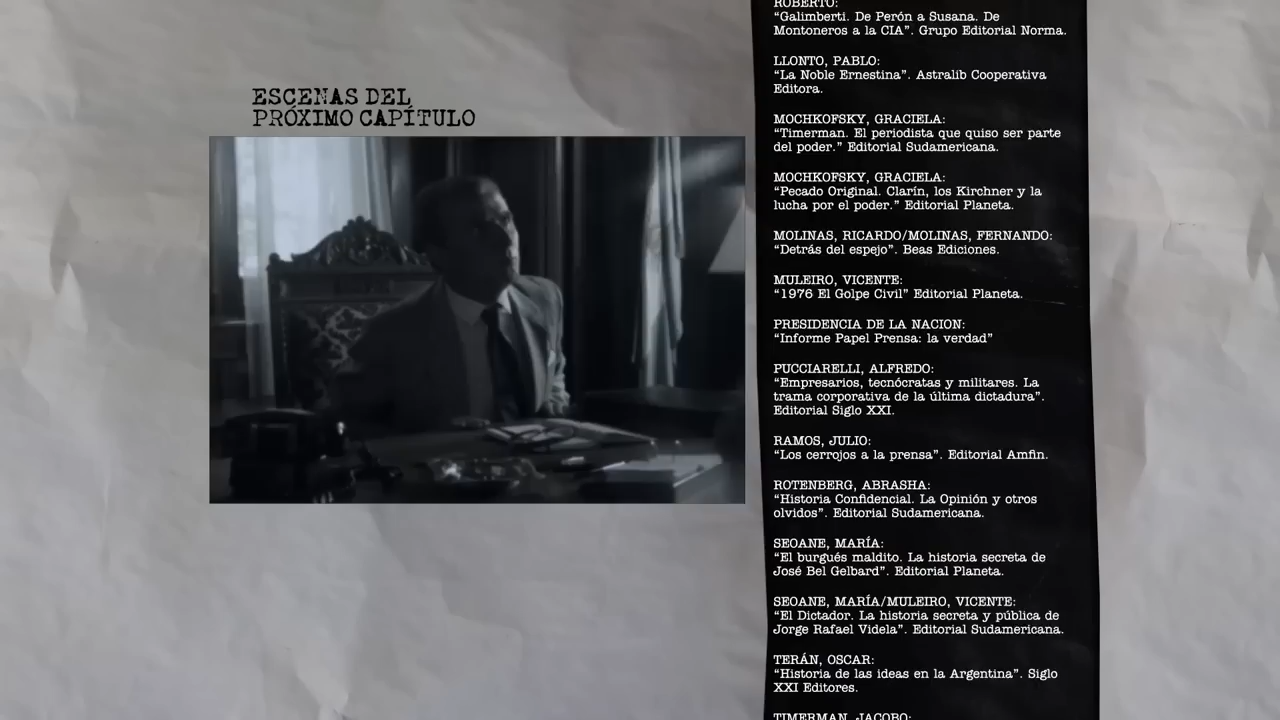 ESCENAS DEL
PRÓXIMO CAPÍTULO
ROBERTO:
“Galimberti. De Perón a Susana. De
Montoneros a la CIA”. Grupo Editorial Norma.
LLONTO, PABLO:
“La Noble Ernestina”. Astralib Cooperativa
Editora.
MOCHKOFSKY, GRACIELA:
“Timerman. El periodista que quiso ser parte
del poder.” Editorial Sudamericana.
MOCHKOFSKY, GRACIELA:
“Pecado Original. Clarín, los Kirchner y la
lucha por el poder.” Editorial Planeta.
MOLINAS, RICARDO/MOLINAS, FERNANDO:
“Detrás del espejo”. Beas Ediciones.
MULEIRO, VICENTE:
“1976 El Golpe Civil” Editorial Planeta.
PRESIDENCIA DE LA NACION:
“Informe Papel Prensa: la verdad”
PUCCIARELLI, ALFREDO:
“Empresarios, tecnócratas y militares. La
trama corporativa de la última dictadura”.
Editorial Siglo XXI.
RAMOS, JULIO:
“Los cerrojos a la prensa”. Editorial Amfin.
ROTENBERG, ABRASHA:
“Historia Confidencial. La Opinión y otros
olvidos”. Editorial Sudamericana.
SEOANE, MARÍA:
“El burgués maldito. La historia secreta de
José Bel Gelbard”. Editorial Planeta.
SEOANE, MARÍA/MULEIRO, VICENTE:
“El Dictador. La historia secreta y pública de
Jorge Rafael Videla”. Editorial Sudamericana.
TERÁN, OSCAR:
“Historia de las ideas en la Argentina”. Siglo
XXI Editores.
TIMERMAN, JACOBO: